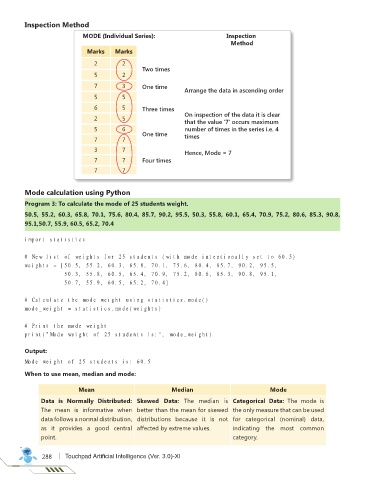 Inspection Method
MODE (Individual Series):
Inspection
Method
Marks Marks
2 2
5 2
7 3
5 5
6 5
2 5
5 6
7 7
3 7
7 7
7 7
Two times
One time
Three times
One time
Four times
Arrange the data in ascending order
On inspection of the data it is clear
that the value '7' occurs maximum
number of times in the series i.e. 4
times
Hence, Mode = 7
Mode calculation using Python
Program 3: To calculate the mode of 25 students weight.
50.5, 55.2, 60.3, 65.8, 70.1, 75.6, 80.4, 85.7, 90.2, 95.5, 50.3, 55.8, 60.1, 65.4, 70.9, 75.2, 80.6, 85.3, 90.8,
95.1,50.7, 55.9, 60.5, 65.2, 70.4
import statistics
# New list of weights for 25 students (with mode intentionally set to 60.5)
weights = [50.5, 55.2, 60.3, 65.8, 70.1, 75.6, 80.4, 85.7, 90.2, 95.5,
50.3, 55.8, 60.5, 65.4, 70.9, 75.2, 80.6, 85.3, 90.8, 95.1,
50.7, 55.9, 60.5, 65.2, 70.4]
# Calculate the mode weight using statistics.mode()
mode_weight = statistics.mode(weights)
# Print the mode weight
print("Mode weight of 25 students is:", mode_weight)
Output:
Mode weight of 25 students is: 60.5
When to use mean, median and mode:
Mean Median Mode
Data is Normally Distributed:
The mean is informative when
data follows a normal distribution,
as it provides a good central
point.
Skewed Data: The median is
better than the mean for skewed
distributions because it is not
affected by extreme values.
Categorical Data: The mode is
the only measure that can be used
for categorical (nominal) data,
indicating the most common
category.
288 Touchpad Artificial Intelligence (Ver. 3.0)-XI